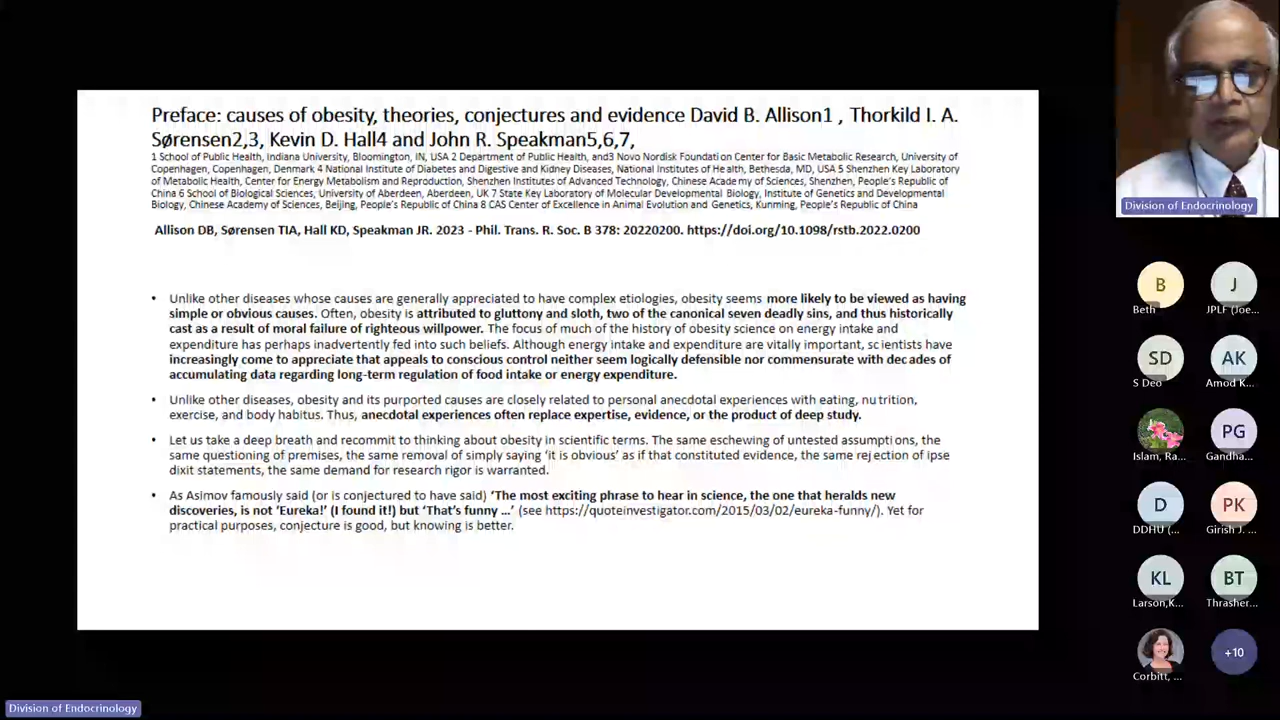 Preface: causes of obesity, theories, conjectures and evidence David B. Allison1 , Thorkild I. A.
Sørensen2,3, Kevin D. Hall4 and John R. Speakman5,6,7,
1 School of Public Health, Indiana University, Bloomington, IN, USA 2 Department of Public Health, and3 Novo Nordisk Foundation Center for Basic Metabolic Research, University of
Copenhagen, Copenhagen, Denmark 4 National Institute of Diabetes and Digestive and Kidney Diseases, National Institutes of Health, Bethesda, MD, USA 5 Shenzhen Key Laboratory
of Metabolic Health, Center for Energy Metabolism and Reproduction, Shenzhen Institutes of Advanced Technology, Chinese Academy of Sciences, Shenzhen, People's Republic of
China 6 School of Biological Sciences, University of Aberdeen, Aberdeen, UK 7 State Key Laboratory of Molecular Developmental Biology, Institute of Genetics and Developmental
Biology, Chinese Academy of Sciences, Beijing, People's Republic of China 8 CAS Center of Excellence in Animal Evolution and Genetics, Kunming, People's Republic of China
Allison DB, Sørensen TIA, Hall KD, Speakman JR. 2023 - Phil. Trans. R. Soc. B 378: 20220200. https://doi.org/10.1098/rstb.2022.0200
• Unlike other diseases whose causes are generally appreciated to have complex etiologies, obesity seems more likely to be viewed as having
simple or obvious causes. Often, obesity is attributed to gluttony and sloth, two of the canonical seven deadly sins, and thus historically
cast as a result of moral failure of righteous willpower. The focus of much of the history of obesity science on energy intake and
expenditure has perhaps inadvertently fed into such beliefs. Although energy intake and expenditure are vitally important, scientists have
increasingly come to appreciate that appeals to conscious control neither seem logically defensible nor commensurate with decades of
accumulating data regarding long-term regulation of food intake or energy expenditure.
• Unlike other diseases, obesity and its purported causes are closely related to personal anecdotal experiences with eating, nutrition,
exercise, and body habitus. Thus, anecdotal experiences often replace expertise, evidence, or the product of deep study.
• Let us take a deep breath and recommit to thinking about obesity in scientific terms. The same eschewing of untested assumptions, the
same questioning of premises, the same removal of simply saying 'it is obvious' as if that constituted evidence, the same rejection of ipse
dixit statements, the same demand for research rigor is warranted.
• As Asimov famously said (or is conjectured to have said) 'The most exciting phrase to hear in science, the one that heralds new
discoveries, is not 'Eureka!' (I found it!) but 'That's funny …' (see https://quoteinvestigator.com/2015/03/02/eureka-funny/). Yet for
practical purposes, conjecture is good, but knowing is better.
Division of Endocrinology
B
J
Beth
JPLF (Joe...
SD
AK
S Deo
Amod K...
PG
Islam, Ra...
Gandha...
D
PK
DDHU (...
Girish J. ...
KL
BT
Larson,K...
Thrasher...
+10
Corbitt, ...
Division of Endocrinology